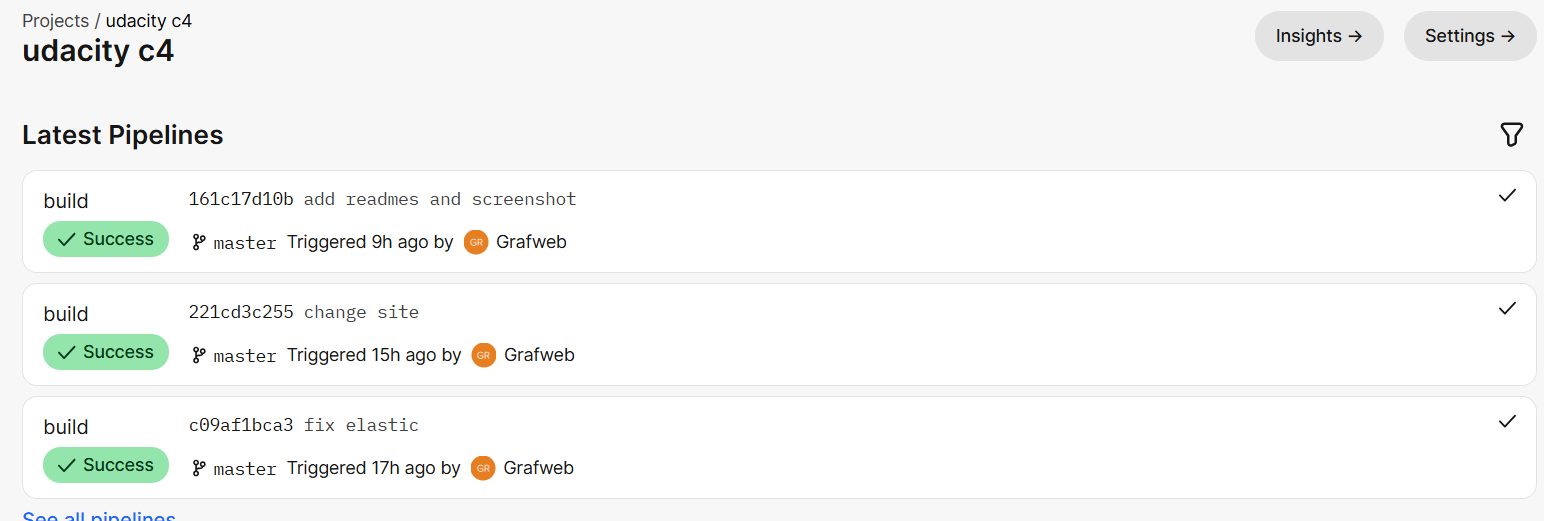 Projects / udacity c4
udacity c4
Insights →
Settings →
Latest Pipelines
build
161c17d10b add readmes and screenshot
Success
master Triggered 9h ago by GR Grafweb
build
221cd3c255 change site
Success
master Triggered 15h ago by GR Grafweb
build
c09af1bca3 fix elastic
Success
master Triggered 17h ago by GR Grafweb
See all pipelines